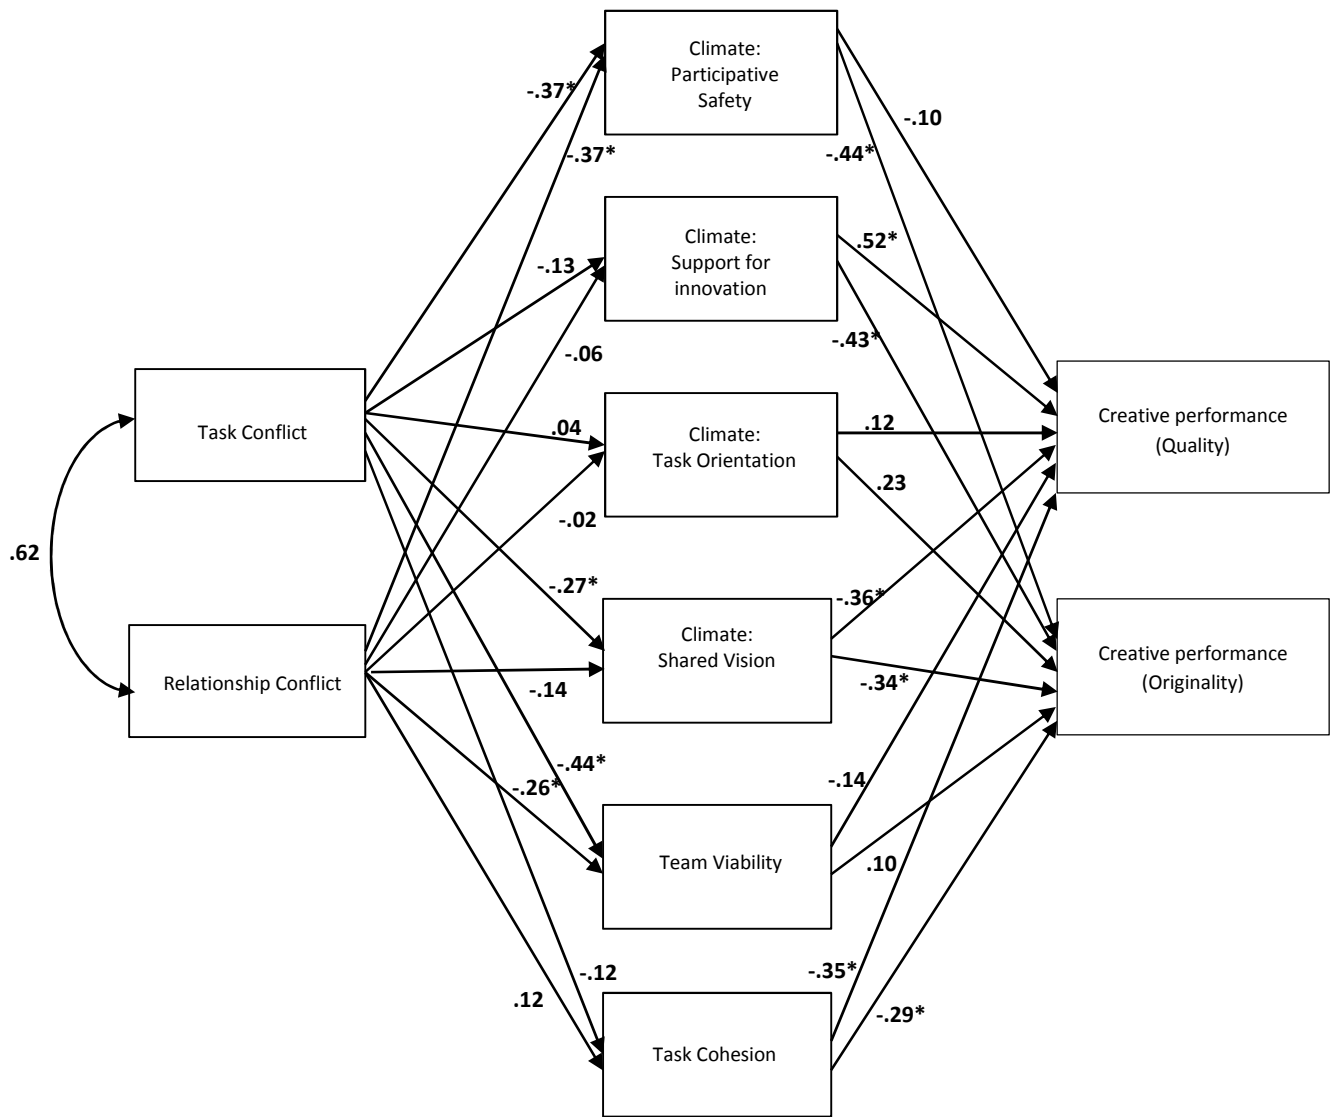 Climate:
Participative
Safety
-.37*
-.10
-.37*
-.44*
Climate:
Support for
innovation
-.13
.52*
-.06
-.43*
Task Conflict
.04
Climate:
Task Orientation
.12
Creative performance
(Quality)
-.02
.23
.62
-.27*
-.36*
Relationship Conflict
Climate:
Shared Vision
-.14
-.34*
Creative performance
(Originality)
-.44*
-.26*
-.14
Team Viability
.10
-.12
.12
-.35*
-.29*
Task Cohesion